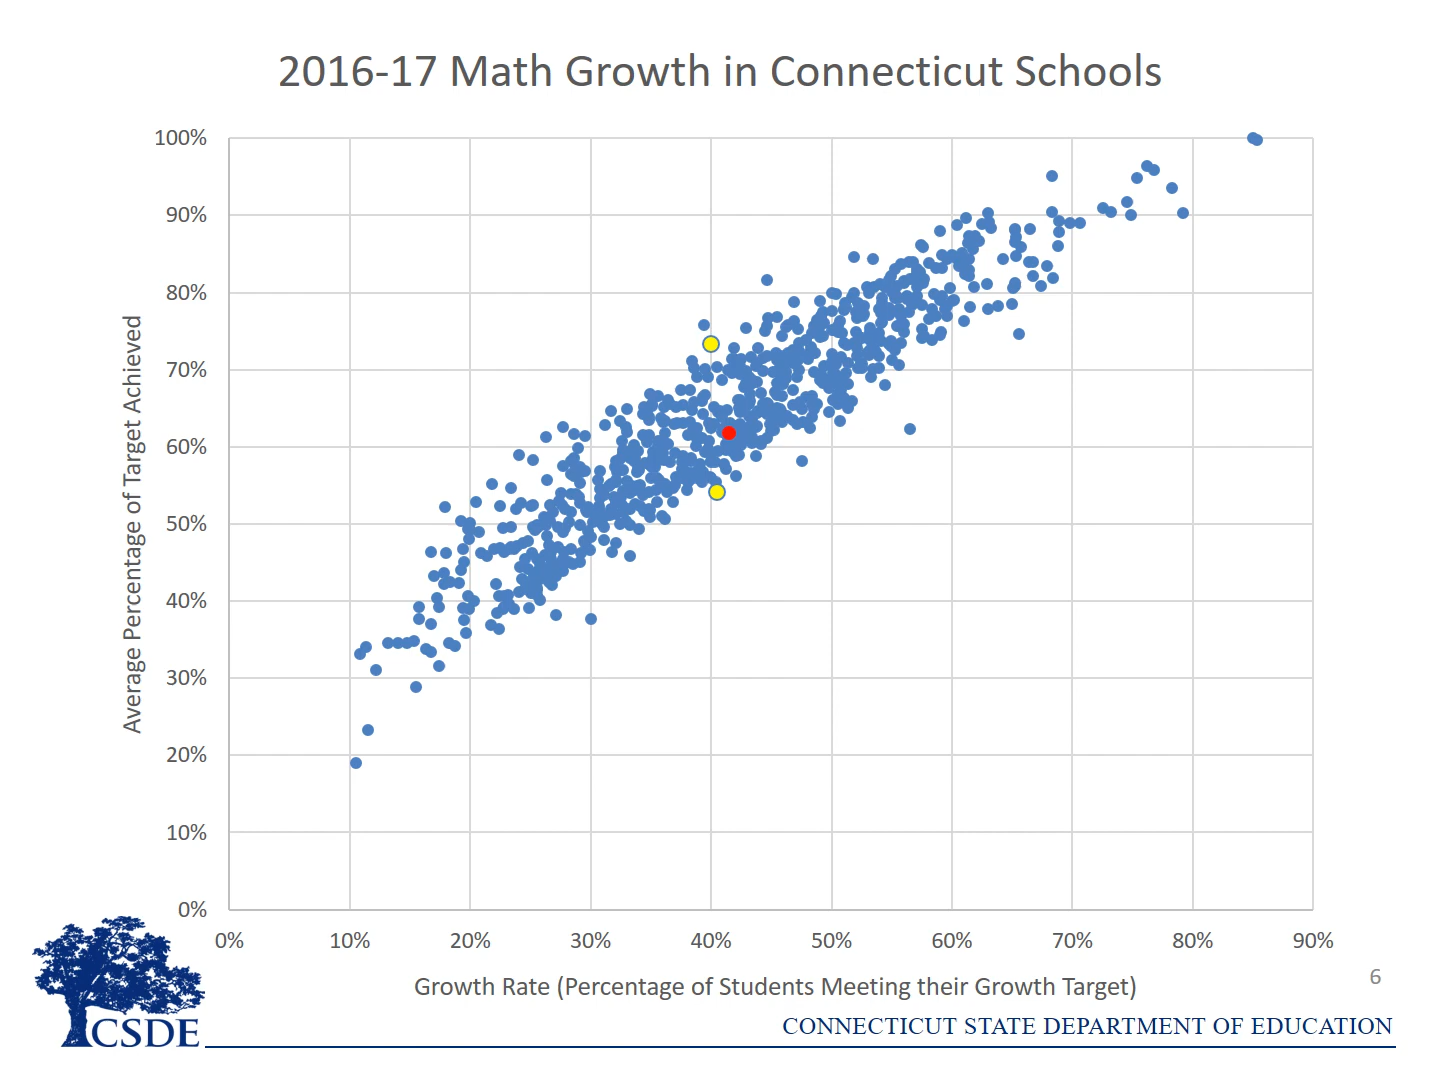 2016-17 Math Growth in Connecticut Schools
100%
90%
80%
70%
60%
50%
40%
30%
20%
10%
0%
Average Percentage of Target Achieved
0% 10% 20% 30% 40% 50% 60% 70% 80% 90%
Growth Rate (Percentage of Students Meeting their Growth Target)
6
CSDE
CONNECTICUT STATE DEPARTMENT OF EDUCATION